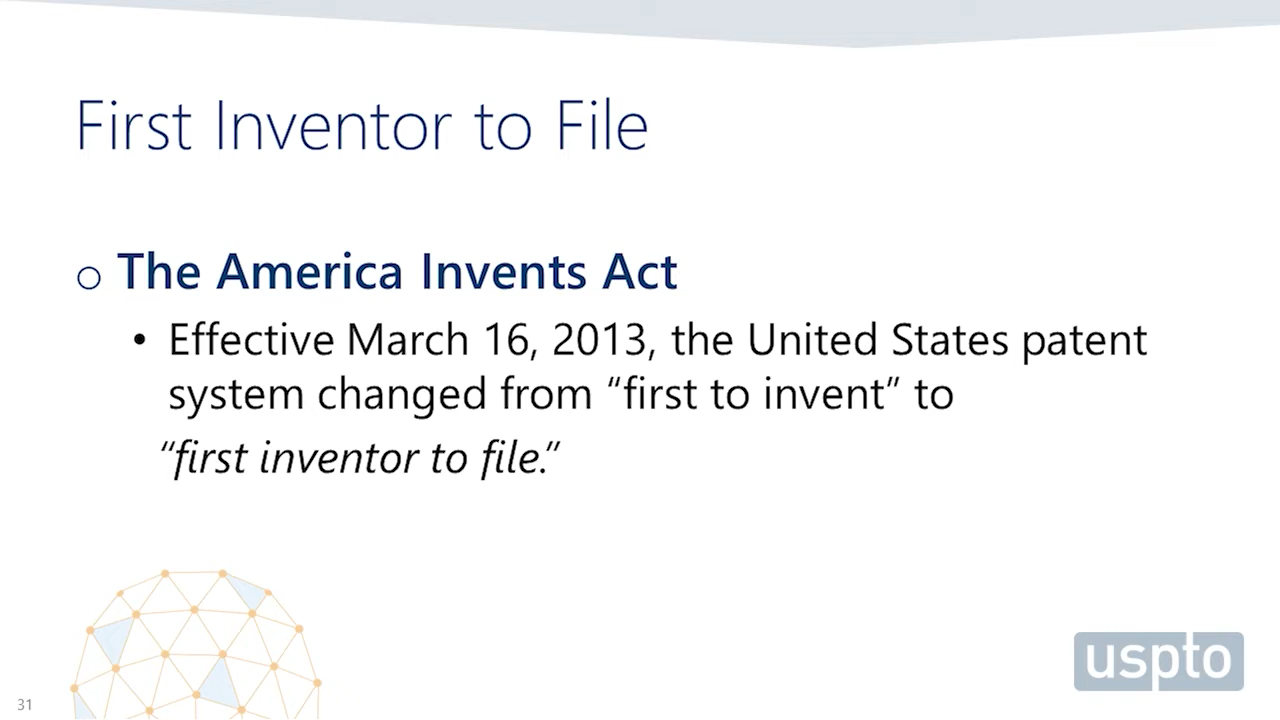 First Inventor to File
o The America Invents Act
• Effective March 16, 2013, the United States patent
system changed from “first to invent” to
“first inventor to file.”
31
uspto